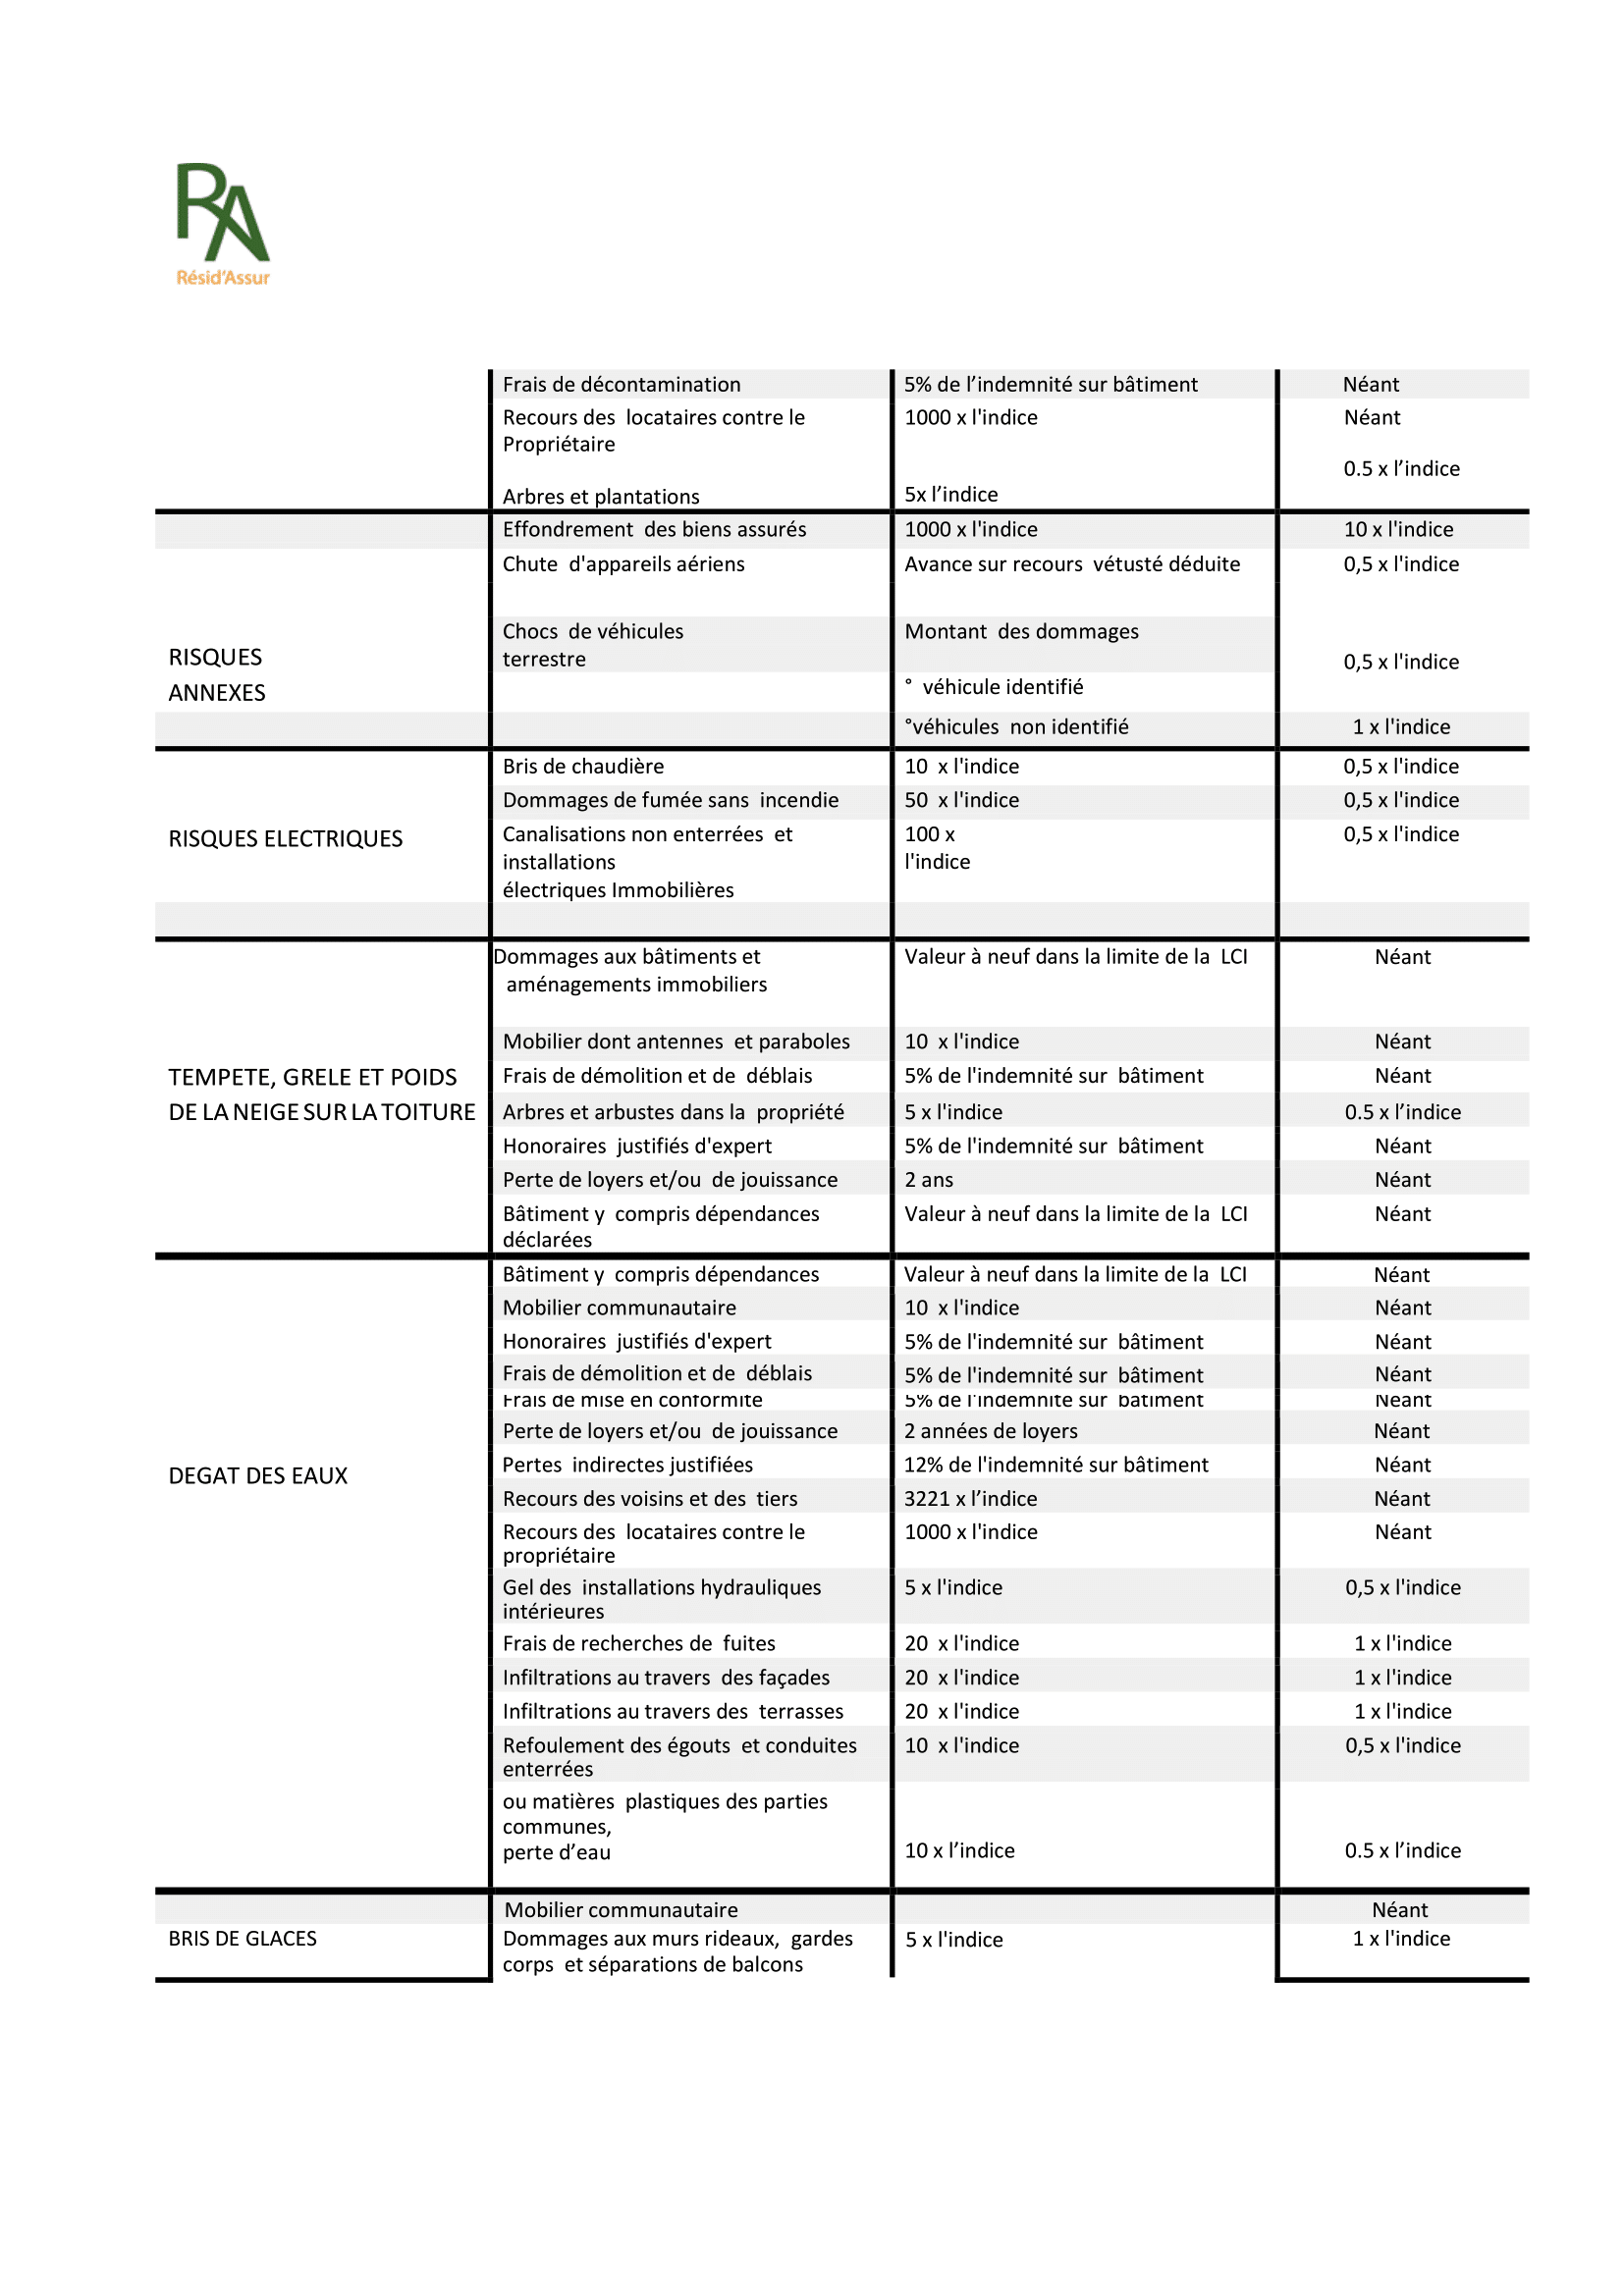 RA
Résid'Assur
Frais de décontamination 5% de l’indemnité sur bâtiment Néant
Recours des locataires contre le 1000 x l'indice Néant
Propriétaire
0.5 x l’indice
Arbres et plantations 5x l’indice
Effondrement des biens assurés 1000 x l'indice 10 x l'indice
Chute d'appareils aériens Avance sur recours vétusté déduite 0,5 x l'indice
Chocs de véhicules Montant des dommages
RISQUES terrestre 0,5 x l'indice
ANNEXES ° véhicule identifié
°véhicules non identifié 1 x l'indice
Bris de chaudière 10 x l'indice 0,5 x l'indice
Dommages de fumée sans incendie 50 x l'indice 0,5 x l'indice
RISQUES ELECTRIQUES Canalisations non enterrées et 100 x 0,5 x l'indice
installations l'indice
électriques Immobilières
Dommages aux bâtiments et Valeur à neuf dans la limite de la LCI Néant
aménagements immobiliers
Mobilier dont antennes et paraboles 10 x l'indice Néant
TEMPETE, GRELE ET POIDS Frais de démolition et de déblais 5% de l'indemnité sur bâtiment Néant
DE LA NEIGE SUR LA TOITURE Arbres et arbustes dans la propriété 5 x l'indice 0.5 x l’indice
Honoraires justifiés d'expert 5% de l'indemnité sur bâtiment Néant
Perte de loyers et/ou de jouissance 2 ans Néant
Bâtiment y compris dépendances Valeur à neuf dans la limite de la LCI Néant
déclarées
Bâtiment y compris dépendances Valeur à neuf dans la limite de la LCI Néant
Mobilier communautaire 10 x l'indice Néant
Honoraires justifiés d'expert 5% de l'indemnité sur bâtiment Néant
Frais de démolition et de déblais 5% de l'indemnité sur bâtiment Néant
Frais de mise en conformité 5% de l'indemnité sur bâtiment Néant
Perte de loyers et/ou de jouissance 2 années de loyers Néant
DEGAT DES EAUX Pertes indirectes justifiées 12% de l'indemnité sur bâtiment Néant
Recours des voisins et des tiers 3221 x l’indice Néant
Recours des locataires contre le 1000 x l'indice Néant
propriétaire
Gel des installations hydrauliques 5 x l'indice 0,5 x l'indice
intérieures
Frais de recherches de fuites 20 x l'indice 1 x l'indice
Infiltrations au travers des façades 20 x l'indice 1 x l'indice
Infiltrations au travers des terrasses 20 x l'indice 1 x l'indice
Refoulement des égouts et conduites 10 x l'indice 0,5 x l'indice
enterrées
ou matières plastiques des parties
communes,
perte d’eau 10 x l’indice 0.5 x l’indice
Mobilier communautaire Néant
BRIS DE GLACES Dommages aux murs rideaux, gardes 5 x l'indice 1 x l'indice
corps et séparations de balcons